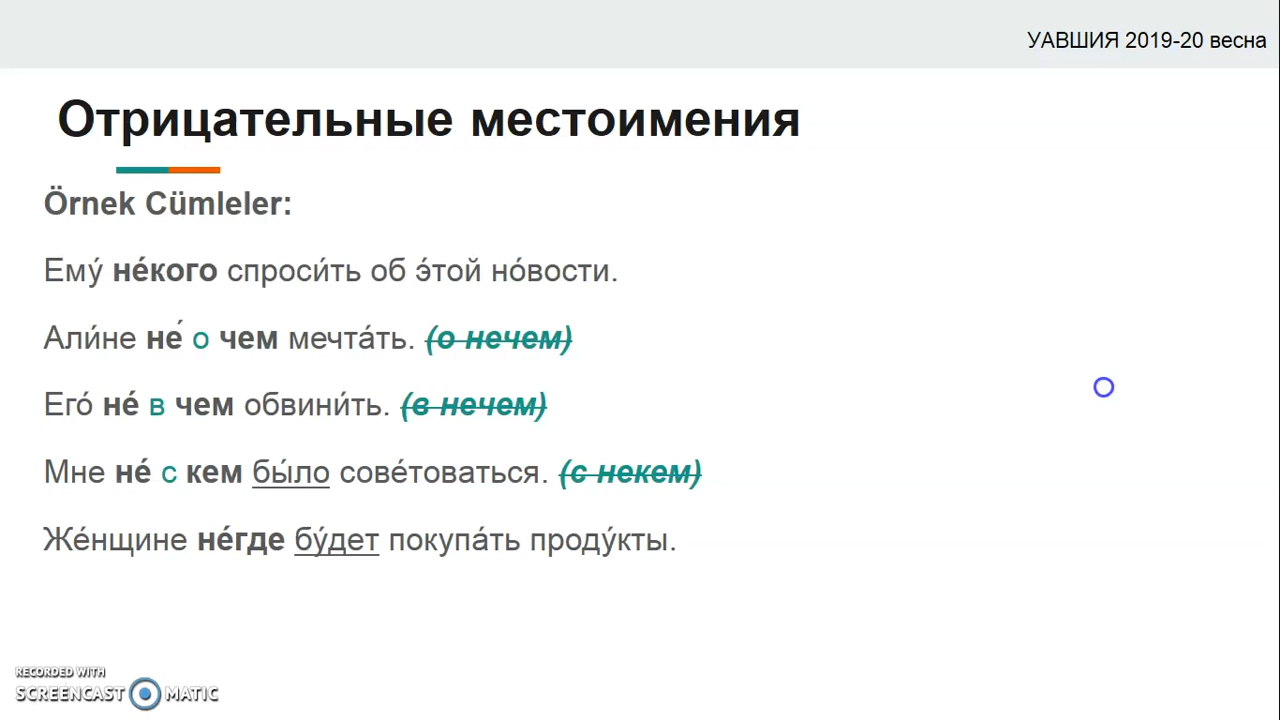 УАВШИЯ 2019-20 весна
Отрицательные местоимения
Örnek Cümleler:
Ему́ не́кого спроси́ть об э́той но́вости.
Али́не не́ о чем мечта́ть. (о нечем)
Его́ не́ в чем обвини́ть. (в нечем)
Мне не́ с кем бы́ло сове́товаться. (с некем)
Же́нщине не́где бу́дет покупа́ть проду́кты.
RECORDED WITH
SCREENCAST MATIC